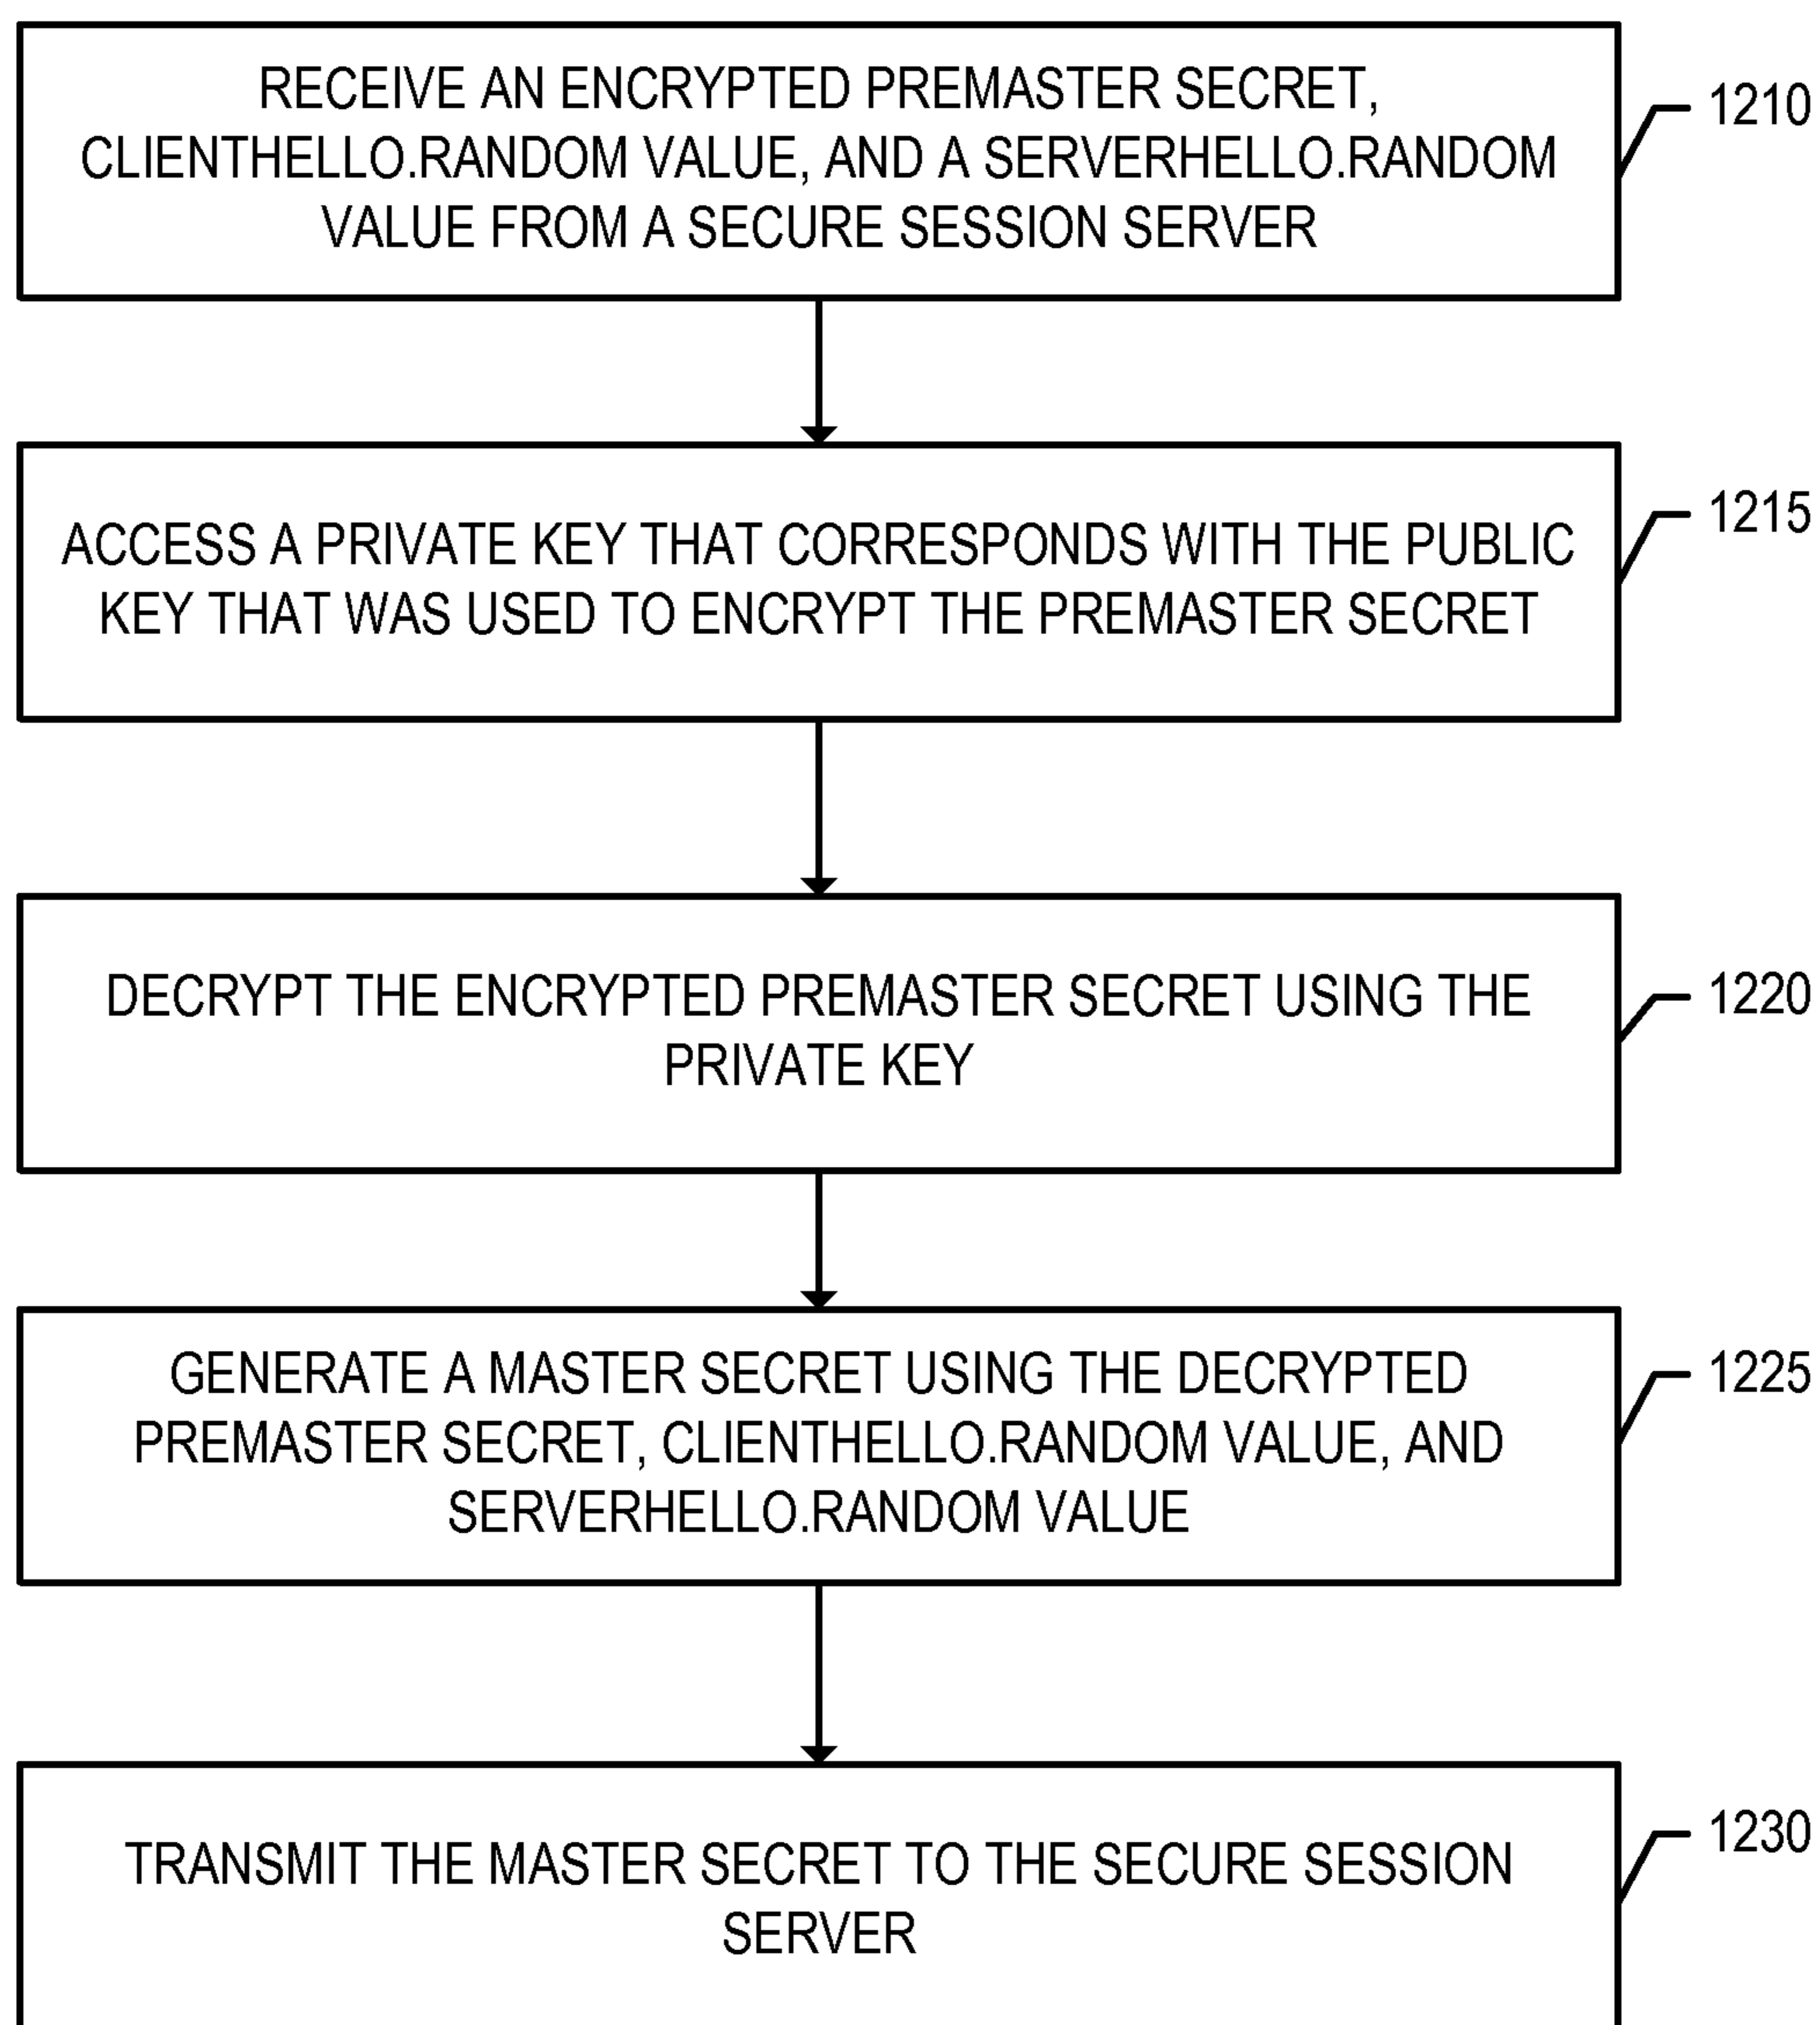 RECEIVE AN ENCRYPTED PREMASTER SECRET,
CLIENTHELLO.RANDOM VALUE, AND A SERVERHELLO.RANDOM
VALUE FROM A SECURE SESSION SERVER
1210
ACCESS A PRIVATE KEY THAT CORRESPONDS WITH THE PUBLIC
KEY THAT WAS USED TO ENCRYPT THE PREMASTER SECRET
1215
DECRYPT THE ENCRYPTED PREMASTER SECRET USING THE
PRIVATE KEY
1220
GENERATE A MASTER SECRET USING THE DECRYPTED
PREMASTER SECRET, CLIENTHELLO.RANDOM VALUE, AND
SERVERHELLO.RANDOM VALUE
1225
TRANSMIT THE MASTER SECRET TO THE SECURE SESSION
SERVER
1230